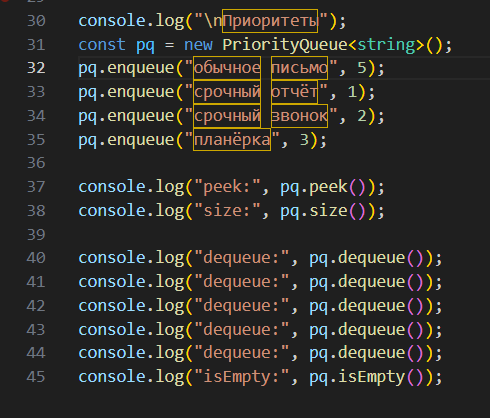 30 console.log("\nПриоритеты");
31 const pq = new PriorityQueue<string>();
32 pq.enqueue("обычное письмо", 5);
33 pq.enqueue("срочный отчёт", 1);
34 pq.enqueue("срочный звонок", 2);
35 pq.enqueue("планёрка", 3);
36
37 console.log("peek:", pq.peek());
38 console.log("size:", pq.size());
39
40 console.log("dequeue:", pq.dequeue());
41 console.log("dequeue:", pq.dequeue());
42 console.log("dequeue:", pq.dequeue());
43 console.log("dequeue:", pq.dequeue());
44 console.log("dequeue:", pq.dequeue());
45 console.log("isEmpty:", pq.isEmpty());